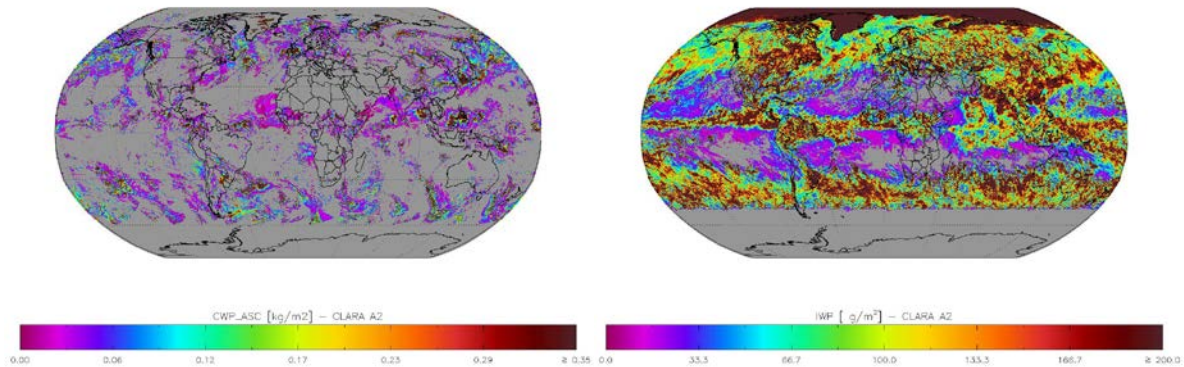 CWP_ASC [kg/m2] – CLARA A2
0.00 0.06 0.12 0.17 0.23 0.29 ≥ 0.35
IWP [ g/m²] – CLARA A2
0.0 33.3 66.7 100.0 133.3 166.7 ≥ 200.0